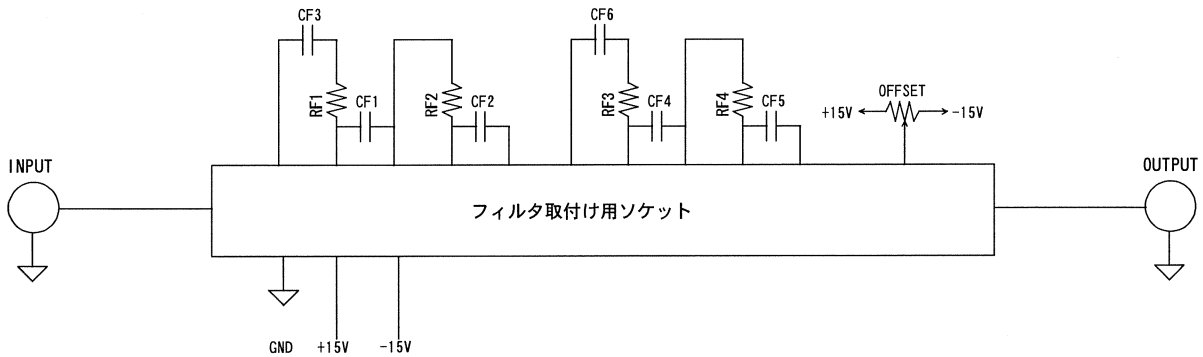 CF3
CF6
RF1
CF1
RF2
CF2
RF3
CF4
RF4
CF5
OFFSET
+15V
-15V
INPUT
OUTPUT
フィルタ取付け用ソケット
GND
+15V
-15V